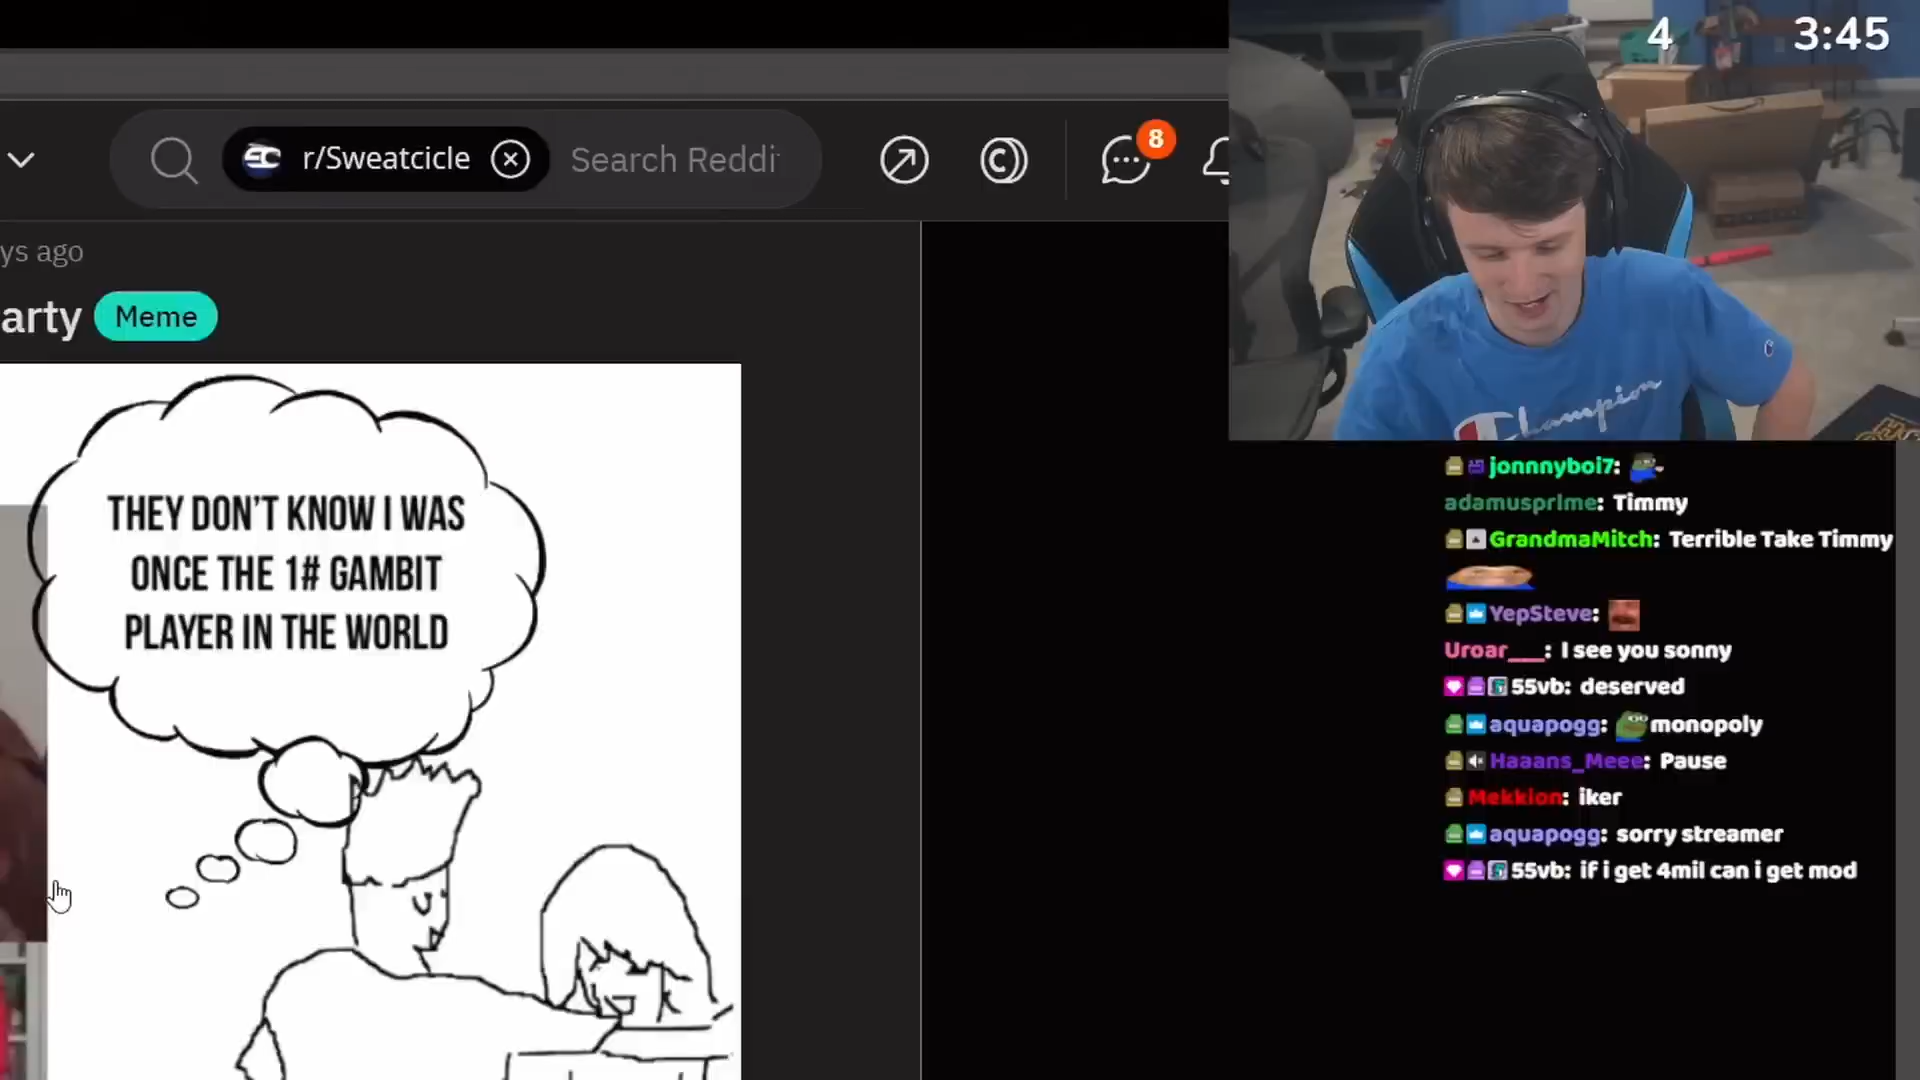 4
3:45
r/Sweatcicle
Search Reddi
8
ys ago
arty
Meme
THEY DON'T KNOW I WAS
ONCE THE 1# GAMBIT
PLAYER IN THE WORLD
Champion
jonnnyboi7:
adamusprime: Timmy
GrandmaMitch: Terrible Take Timmy
YepSteve:
Uroar___: I see you sonny
55vb: deserved
aquapogg: monopoly
Haaans_Meee: Pause
Mekkion: iker
aquapogg: sorry streamer
55vb: if i get 4mil can i get mod